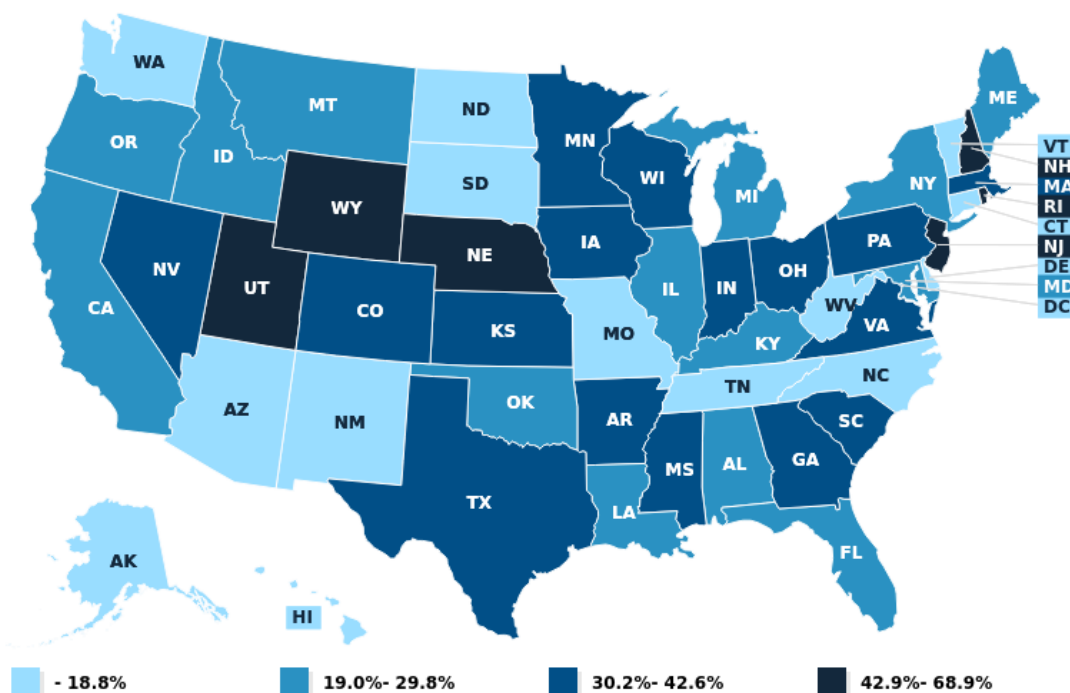 WA
MT
ND
ME
OR
ID
MN
SD
WI
MI
NY
VT
NH
MA
RI
CT
NJ
DE
MD
DC
WY
NE
IA
PA
NV
UT
CO
IL
IN
OH
WV
VA
CA
KS
MO
KY
AZ
NM
OK
AR
TN
NC
SC
MS
AL
GA
TX
LA
FL
AK
HI
- 18.8%
19.0%- 29.8%
30.2%- 42.6%
42.9%- 68.9%